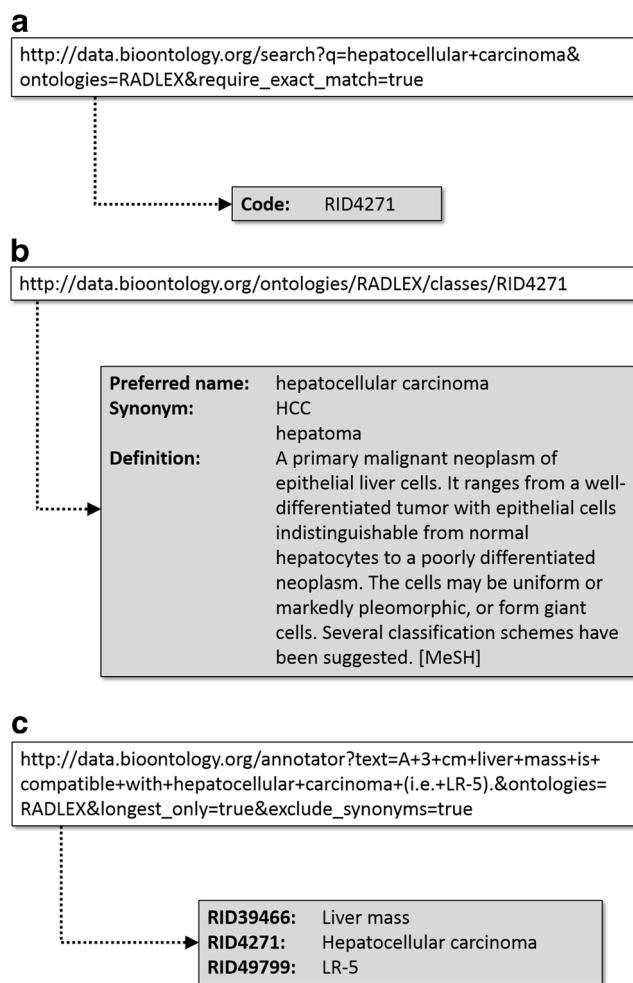 a
http://data.bioontology.org/search?q=hepatocellular+carcinoma&
ontologies=RADLEX&require_exact_match=true
Code: RID4271
b
http://data.bioontology.org/ontologies/RADLEX/classes/RID4271
Preferred name: hepatocellular carcinoma
Synonym: HCC
hepatoma
Definition: A primary malignant neoplasm of
epithelial liver cells. It ranges from a well-
differentiated tumor with epithelial cells
indistinguishable from normal
hepatocytes to a poorly differentiated
neoplasm. The cells may be uniform or
markedly pleomorphic, or form giant
cells. Several classification schemes have
been suggested. [MeSH]
c
http://data.bioontology.org/annotator?text=A+3+cm+liver+mass+is+
compatible+with+hepatocellular+carcinoma+(i.e.+LR-5).&ontologies=
RADLEX&longest_only=true&exclude_synonyms=true
RID39466: Liver mass
RID4271: Hepatocellular carcinoma
RID49799: LR-5